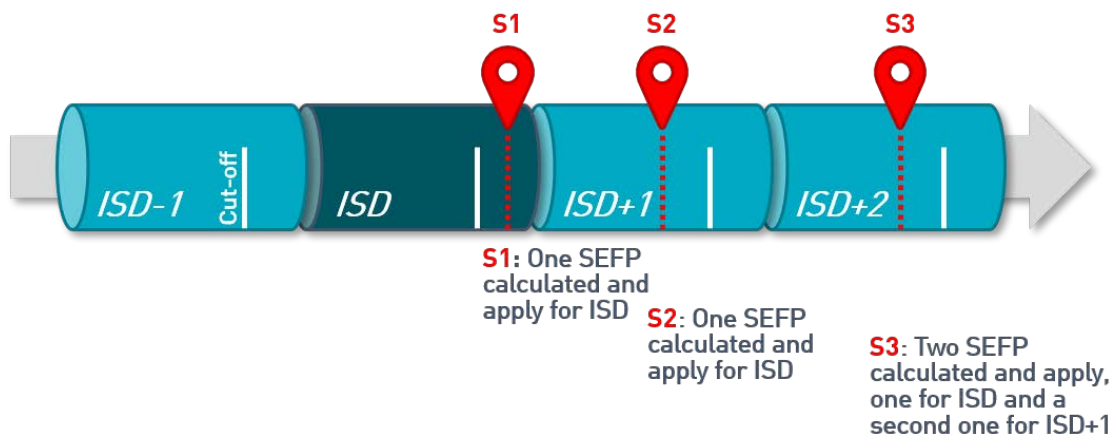 S1
S2
S3
ISD-1
Cut-off
ISD
ISD+1
ISD+2
S1: One SEFP
calculated and
apply for ISD
S2: One SEFP
calculated and
apply for ISD
S3: Two SEFP
calculated and apply,
one for ISD and a
second one for ISD+1